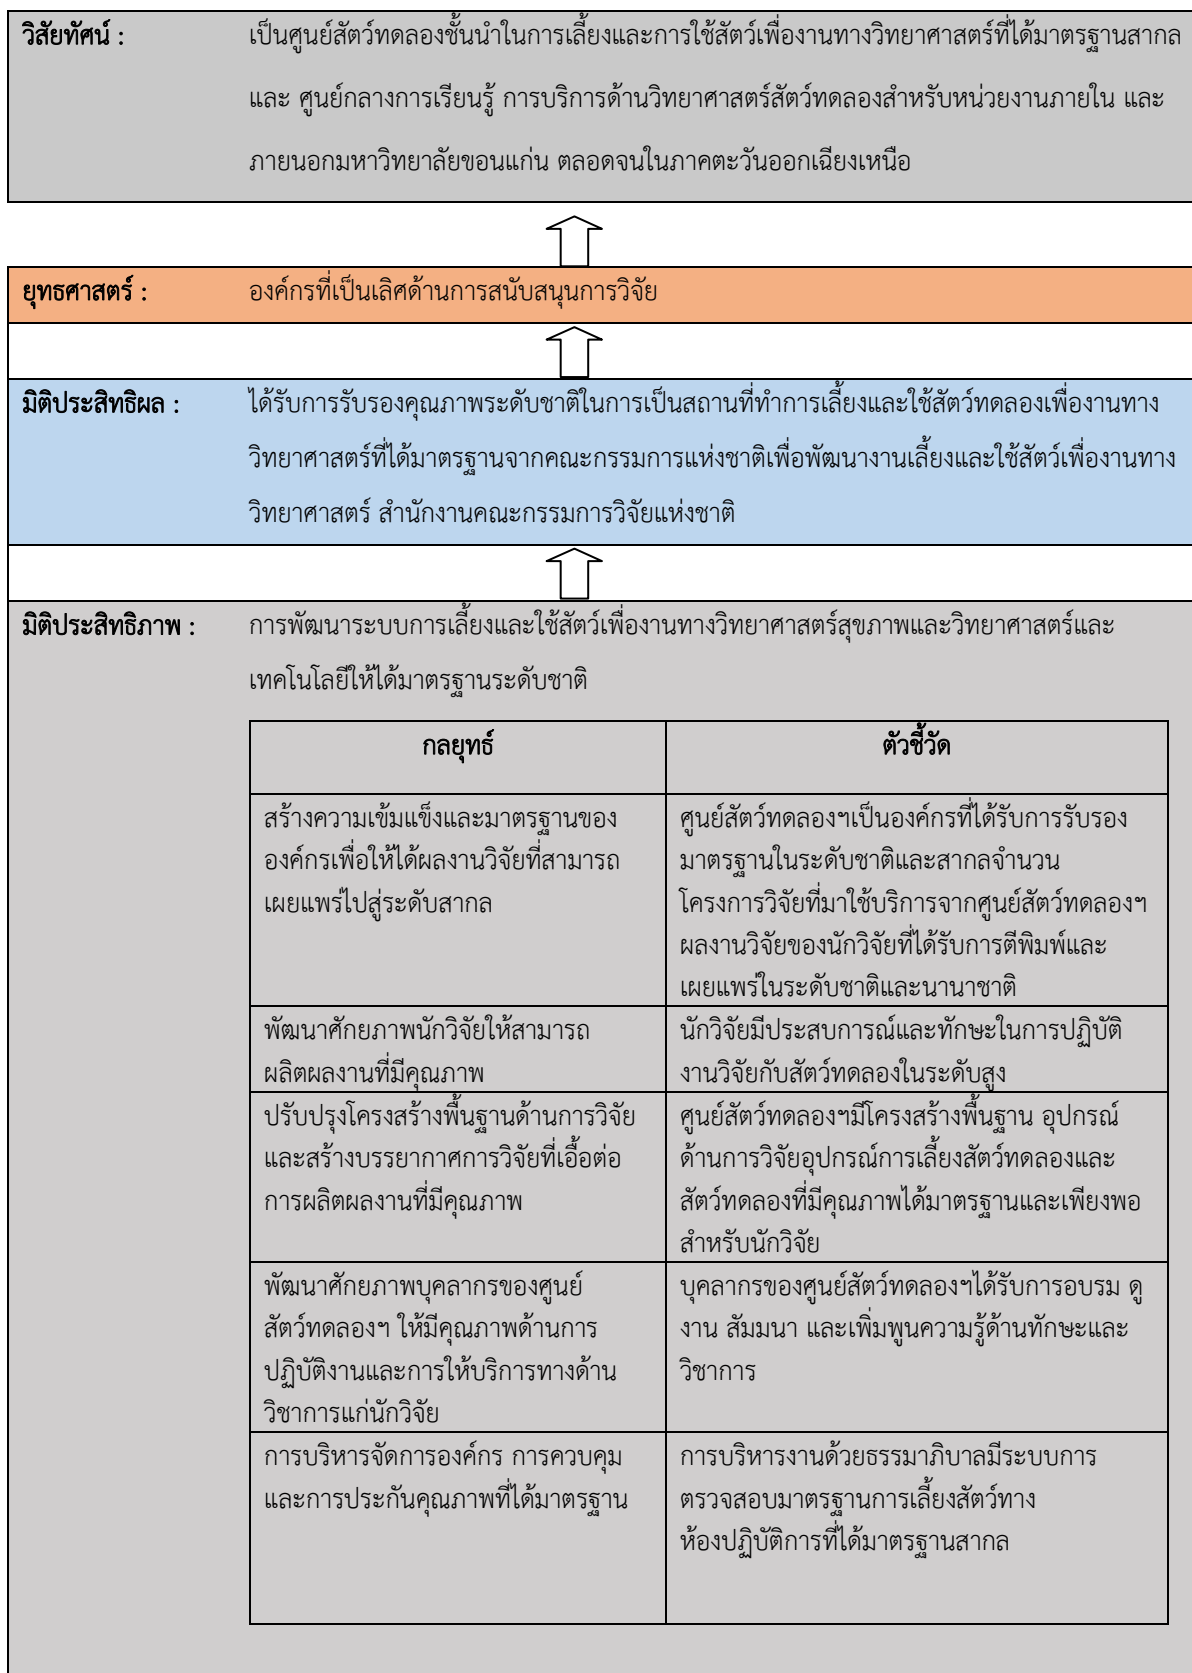 วิสัยทัศน์ : เป็นศูนย์สัตว์ทดลองชั้นนำในการเลี้ยงและการใช้สัตว์เพื่องานทางวิทยาศาสตร์ที่ได้มาตรฐานสากล
และ ศูนย์กลางการเรียนรู้ การบริการด้านวิทยาศาสตร์สัตว์ทดลองสำหรับหน่วยงานภายใน และ
ภายนอกมหาวิทยาลัยขอนแก่น ตลอดจนในภาคตะวันออกเฉียงเหนือ
ยุทธศาสตร์ : องค์กรที่เป็นเลิศด้านการสนับสนุนการวิจัย
มิติประสิทธิผล : ได้รับการรับรองคุณภาพระดับชาติในการเป็นสถานที่ทำการเลี้ยงและใช้สัตว์ทดลองเพื่องานทาง
วิทยาศาสตร์ที่ได้มาตรฐานจากคณะกรรมการแห่งชาติเพื่อพัฒนางานเลี้ยงและใช้สัตว์เพื่องานทาง
วิทยาศาสตร์ สำนักงานคณะกรรมการวิจัยแห่งชาติ
มิติประสิทธิภาพ : การพัฒนาระบบการเลี้ยงและใช้สัตว์เพื่องานทางวิทยาศาสตร์สุขภาพและวิทยาศาสตร์และ
เทคโนโลยีให้ได้มาตรฐานระดับชาติ
กลยุทธ์
ตัวชี้วัด
สร้างความเข้มแข็งและมาตรฐานของ
องค์กรเพื่อให้ได้ผลงานวิจัยที่สามารถ
เผยแพร่ไปสู่ระดับสากล
ศูนย์สัตว์ทดลองฯเป็นองค์กรที่ได้รับการรับรอง
มาตรฐานในระดับชาติและสากลจำนวน
โครงการวิจัยที่มาใช้บริการจากศูนย์สัตว์ทดลองฯ
ผลงานวิจัยของนักวิจัยที่ได้รับการตีพิมพ์และ
เผยแพร่ในระดับชาติและนานาชาติ
พัฒนาศักยภาพนักวิจัยให้สามารถ
ผลิตผลงานที่มีคุณภาพ
นักวิจัยมีประสบการณ์และทักษะในการปฏิบัติ
งานวิจัยกับสัตว์ทดลองในระดับสูง
ปรับปรุงโครงสร้างพื้นฐานด้านการวิจัย
และสร้างบรรยากาศการวิจัยที่เอื้อต่อ
การผลิตผลงานที่มีคุณภาพ
ศูนย์สัตว์ทดลองฯมีโครงสร้างพื้นฐาน อุปกรณ์
ด้านการวิจัยอุปกรณ์การเลี้ยงสัตว์ทดลองและ
สัตว์ทดลองที่มีคุณภาพได้มาตรฐานและเพียงพอ
สำหรับนักวิจัย
พัฒนาศักยภาพบุคลากรของศูนย์
สัตว์ทดลองฯ ให้มีคุณภาพด้านการ
ปฏิบัติงานและการให้บริการทางด้าน
วิชาการแก่นักวิจัย
บุคลากรของศูนย์สัตว์ทดลองฯได้รับการอบรม ดู
งาน สัมมนา และเพิ่มพูนความรู้ด้านทักษะและ
วิชาการ
การบริหารจัดการองค์กร การควบคุม
และการประกันคุณภาพที่ได้มาตรฐาน
การบริหารงานด้วยธรรมาภิบาลมีระบบการ
ตรวจสอบมาตรฐานการเลี้ยงสัตว์ทาง
ห้องปฏิบัติการที่ได้มาตรฐานสากล